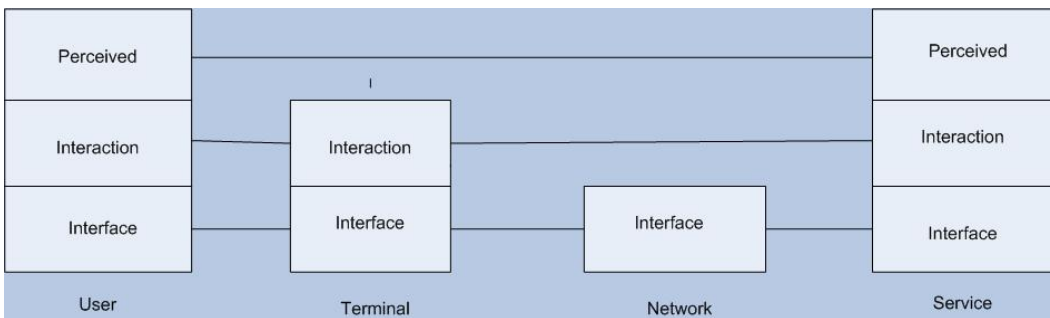 Perceived
Perceived
Interaction
Interaction
Interaction
Interface
Interface
Interface
Interface
User
Terminal
Network
Service